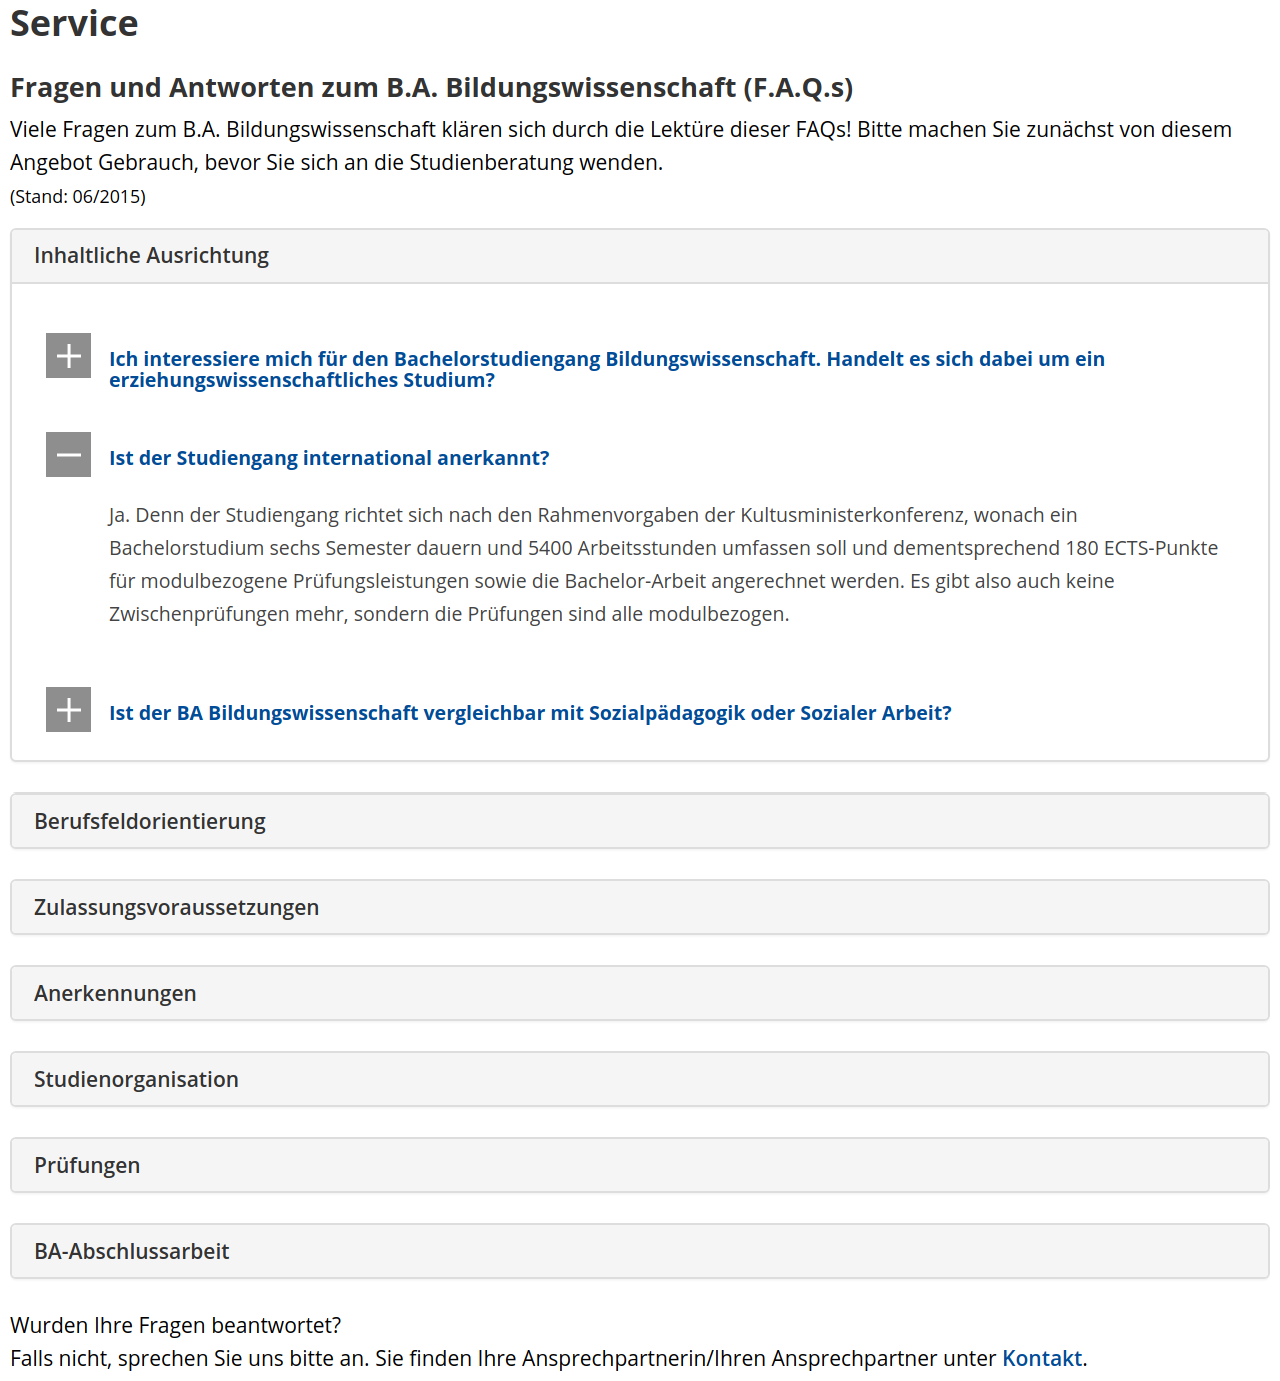 Service
Fragen und Antworten zum B.A. Bildungswissenschaft (F.A.Q.s)
Viele Fragen zum B.A. Bildungswissenschaft klären sich durch die Lektüre dieser FAQs! Bitte machen Sie zunächst von diesem
Angebot Gebrauch, bevor Sie sich an die Studienberatung wenden.
(Stand: 06/2015)
Inhaltliche Ausrichtung
Ich interessiere mich für den Bachelorstudiengang Bildungswissenschaft. Handelt es sich dabei um ein
erziehungswissenschaftliches Studium?
Ist der Studiengang international anerkannt?
Ja. Denn der Studiengang richtet sich nach den Rahmenvorgaben der Kultusministerkonferenz, wonach ein
Bachelorstudium sechs Semester dauern und 5400 Arbeitsstunden umfassen soll und dementsprechend 180 ECTS-Punkte
für modulbezogene Prüfungsleistungen sowie die Bachelor-Arbeit angerechnet werden. Es gibt also auch keine
Zwischenprüfungen mehr, sondern die Prüfungen sind alle modulbezogen.
Ist der BA Bildungswissenschaft vergleichbar mit Sozialpädagogik oder Sozialer Arbeit?
Berufsfeldorientierung
Zulassungsvoraussetzungen
Anerkennungen
Studienorganisation
Prüfungen
BA-Abschlussarbeit
Wurden Ihre Fragen beantwortet?
Falls nicht, sprechen Sie uns bitte an. Sie finden Ihre Ansprechpartnerin/Ihren Ansprechpartner unter Kontakt.